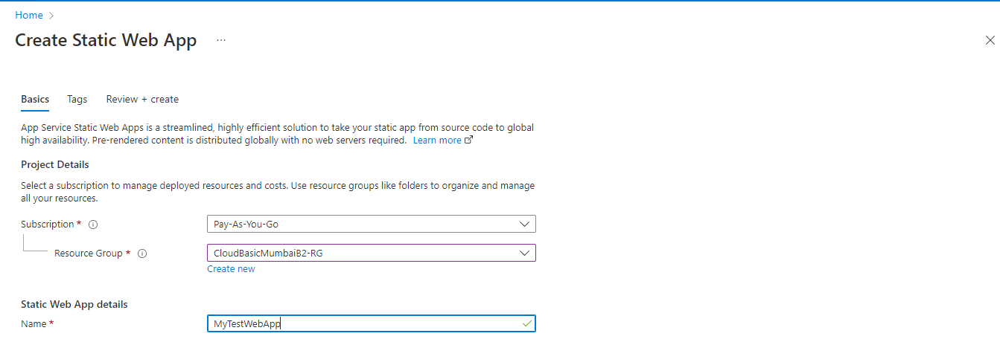 Home >
Create Static Web App ...
Basics Tags Review + create
App Service Static Web Apps is a streamlined, highly efficient solution to take your static app from source code to global
high availability. Pre-rendered content is distributed globally with no web servers required. Learn more
Project Details
Select a subscription to manage deployed resources and costs. Use resource groups like folders to organize and manage
all your resources.
Subscription * Pay-As-You-Go
Resource Group * CloudBasicMumbaiB2-RG
Create new
Static Web App details
Name * MyTestWebApp